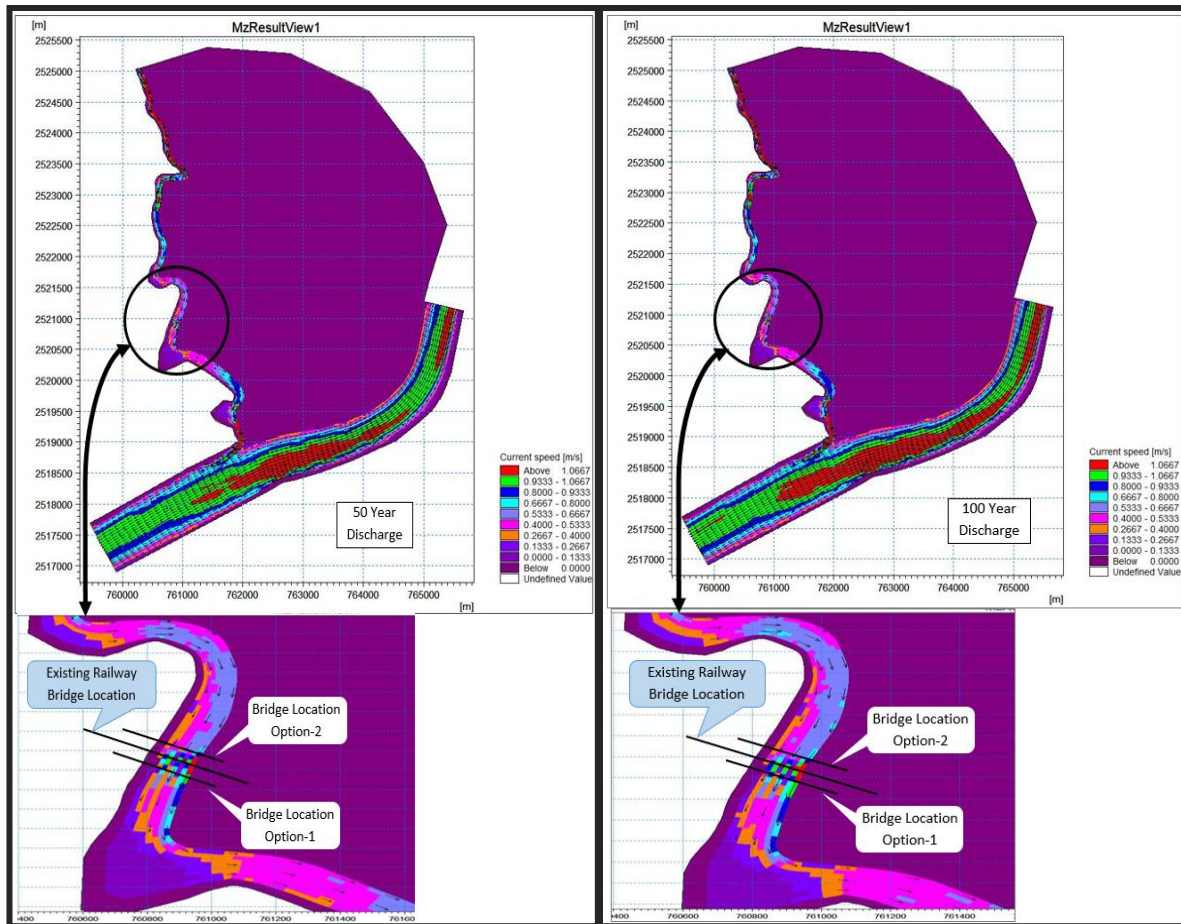 [m]
MzResultView1
2525500
2525000
2524500
2524000
2523500
2523000
2522500
2522000
2521500
2521000
2520500
2520000
2519500
2519000
2518500
2518000
2517500
2517000
760000 761000 762000 763000 764000 765000
[m]
50 Year
Discharge
Current speed [m/s]
Above 1.0667
0.9333 - 1.0667
0.8000 - 0.9333
0.6667 - 0.8000
0.5333 - 0.6667
0.4000 - 0.5333
0.2667 - 0.4000
0.1333 - 0.2667
0.0000 - 0.1333
Below 0.0000
Undefined Value
Existing Railway
Bridge Location
Bridge Location
Option-2
Bridge Location
Option-1
760600 760800 761000 761200 761400
[m]
MzResultView1
2525500
2525000
2524500
2524000
2523500
2523000
2522500
2522000
2521500
2521000
2520500
2520000
2519500
2519000
2518500
2518000
2517500
2517000
760000 761000 762000 763000 764000 765000
[m]
100 Year
Discharge
Current speed [m/s]
Above 1.0667
0.9333 - 1.0667
0.8000 - 0.9333
0.6667 - 0.8000
0.5333 - 0.6667
0.4000 - 0.5333
0.2667 - 0.4000
0.1333 - 0.2667
0.0000 - 0.1333
Below 0.0000
Undefined Value
Existing Railway
Bridge Location
Bridge Location
Option-2
Bridge Location
Option-1
760600 760800 761000 761200 761400